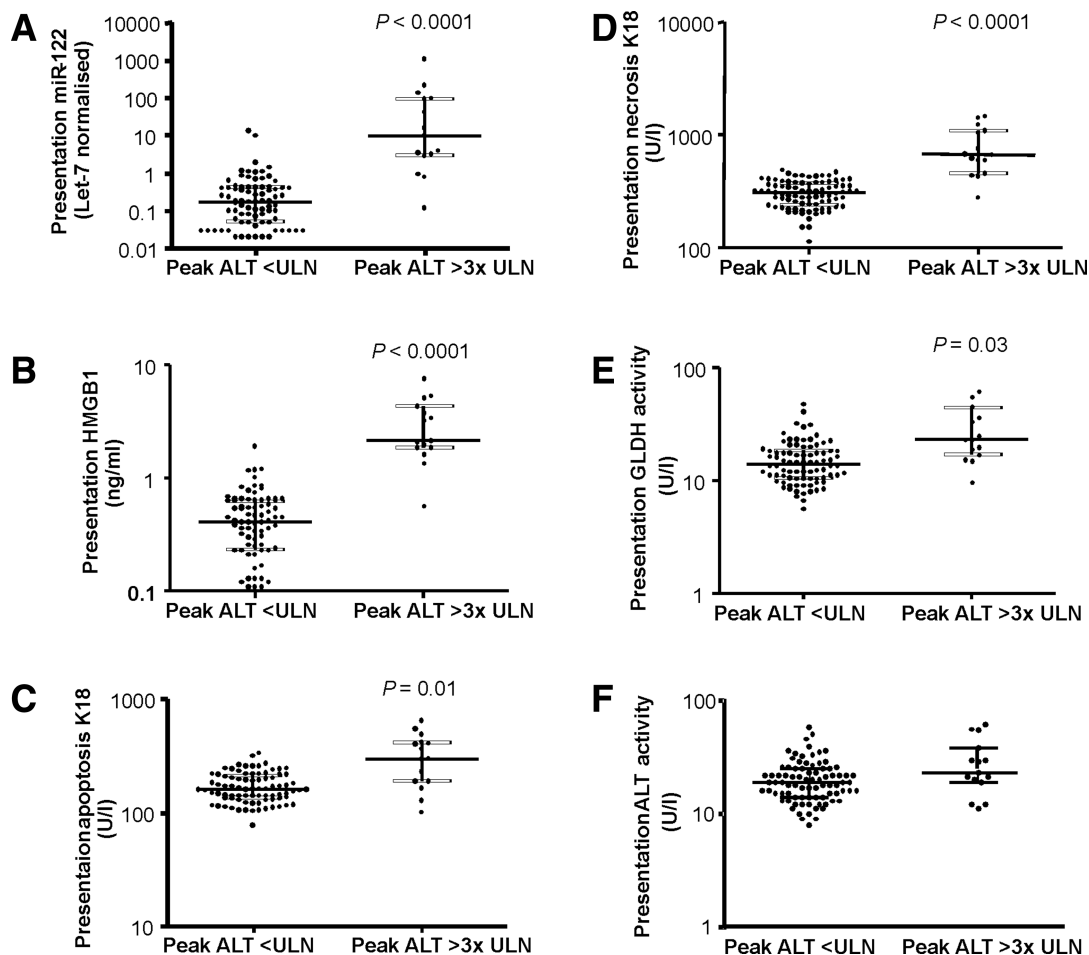 A
Presentation miR-122
(Let-7 normalised)
10000
1000
100
10
1
0.1
0.01
P < 0.0001
Peak ALT <ULN
Peak ALT >3x ULN
B
Presentation HMGB1
(ng/ml)
10
1
0.1
P < 0.0001
Peak ALT <ULN
Peak ALT >3x ULN
C
Presentaionapoptosis K18
(U/l)
1000
100
10
P = 0.01
Peak ALT <ULN
Peak ALT >3x ULN
D
Presentation necrosis K18
(U/l)
10000
1000
100
P < 0.0001
Peak ALT <ULN
Peak ALT >3x ULN
E
Presentation GLDH activity
(U/l)
100
10
1
P = 0.03
Peak ALT <ULN
Peak ALT >3x ULN
F
PresentationALT activity
(U/l)
100
10
1
Peak ALT <ULN
Peak ALT >3x ULN